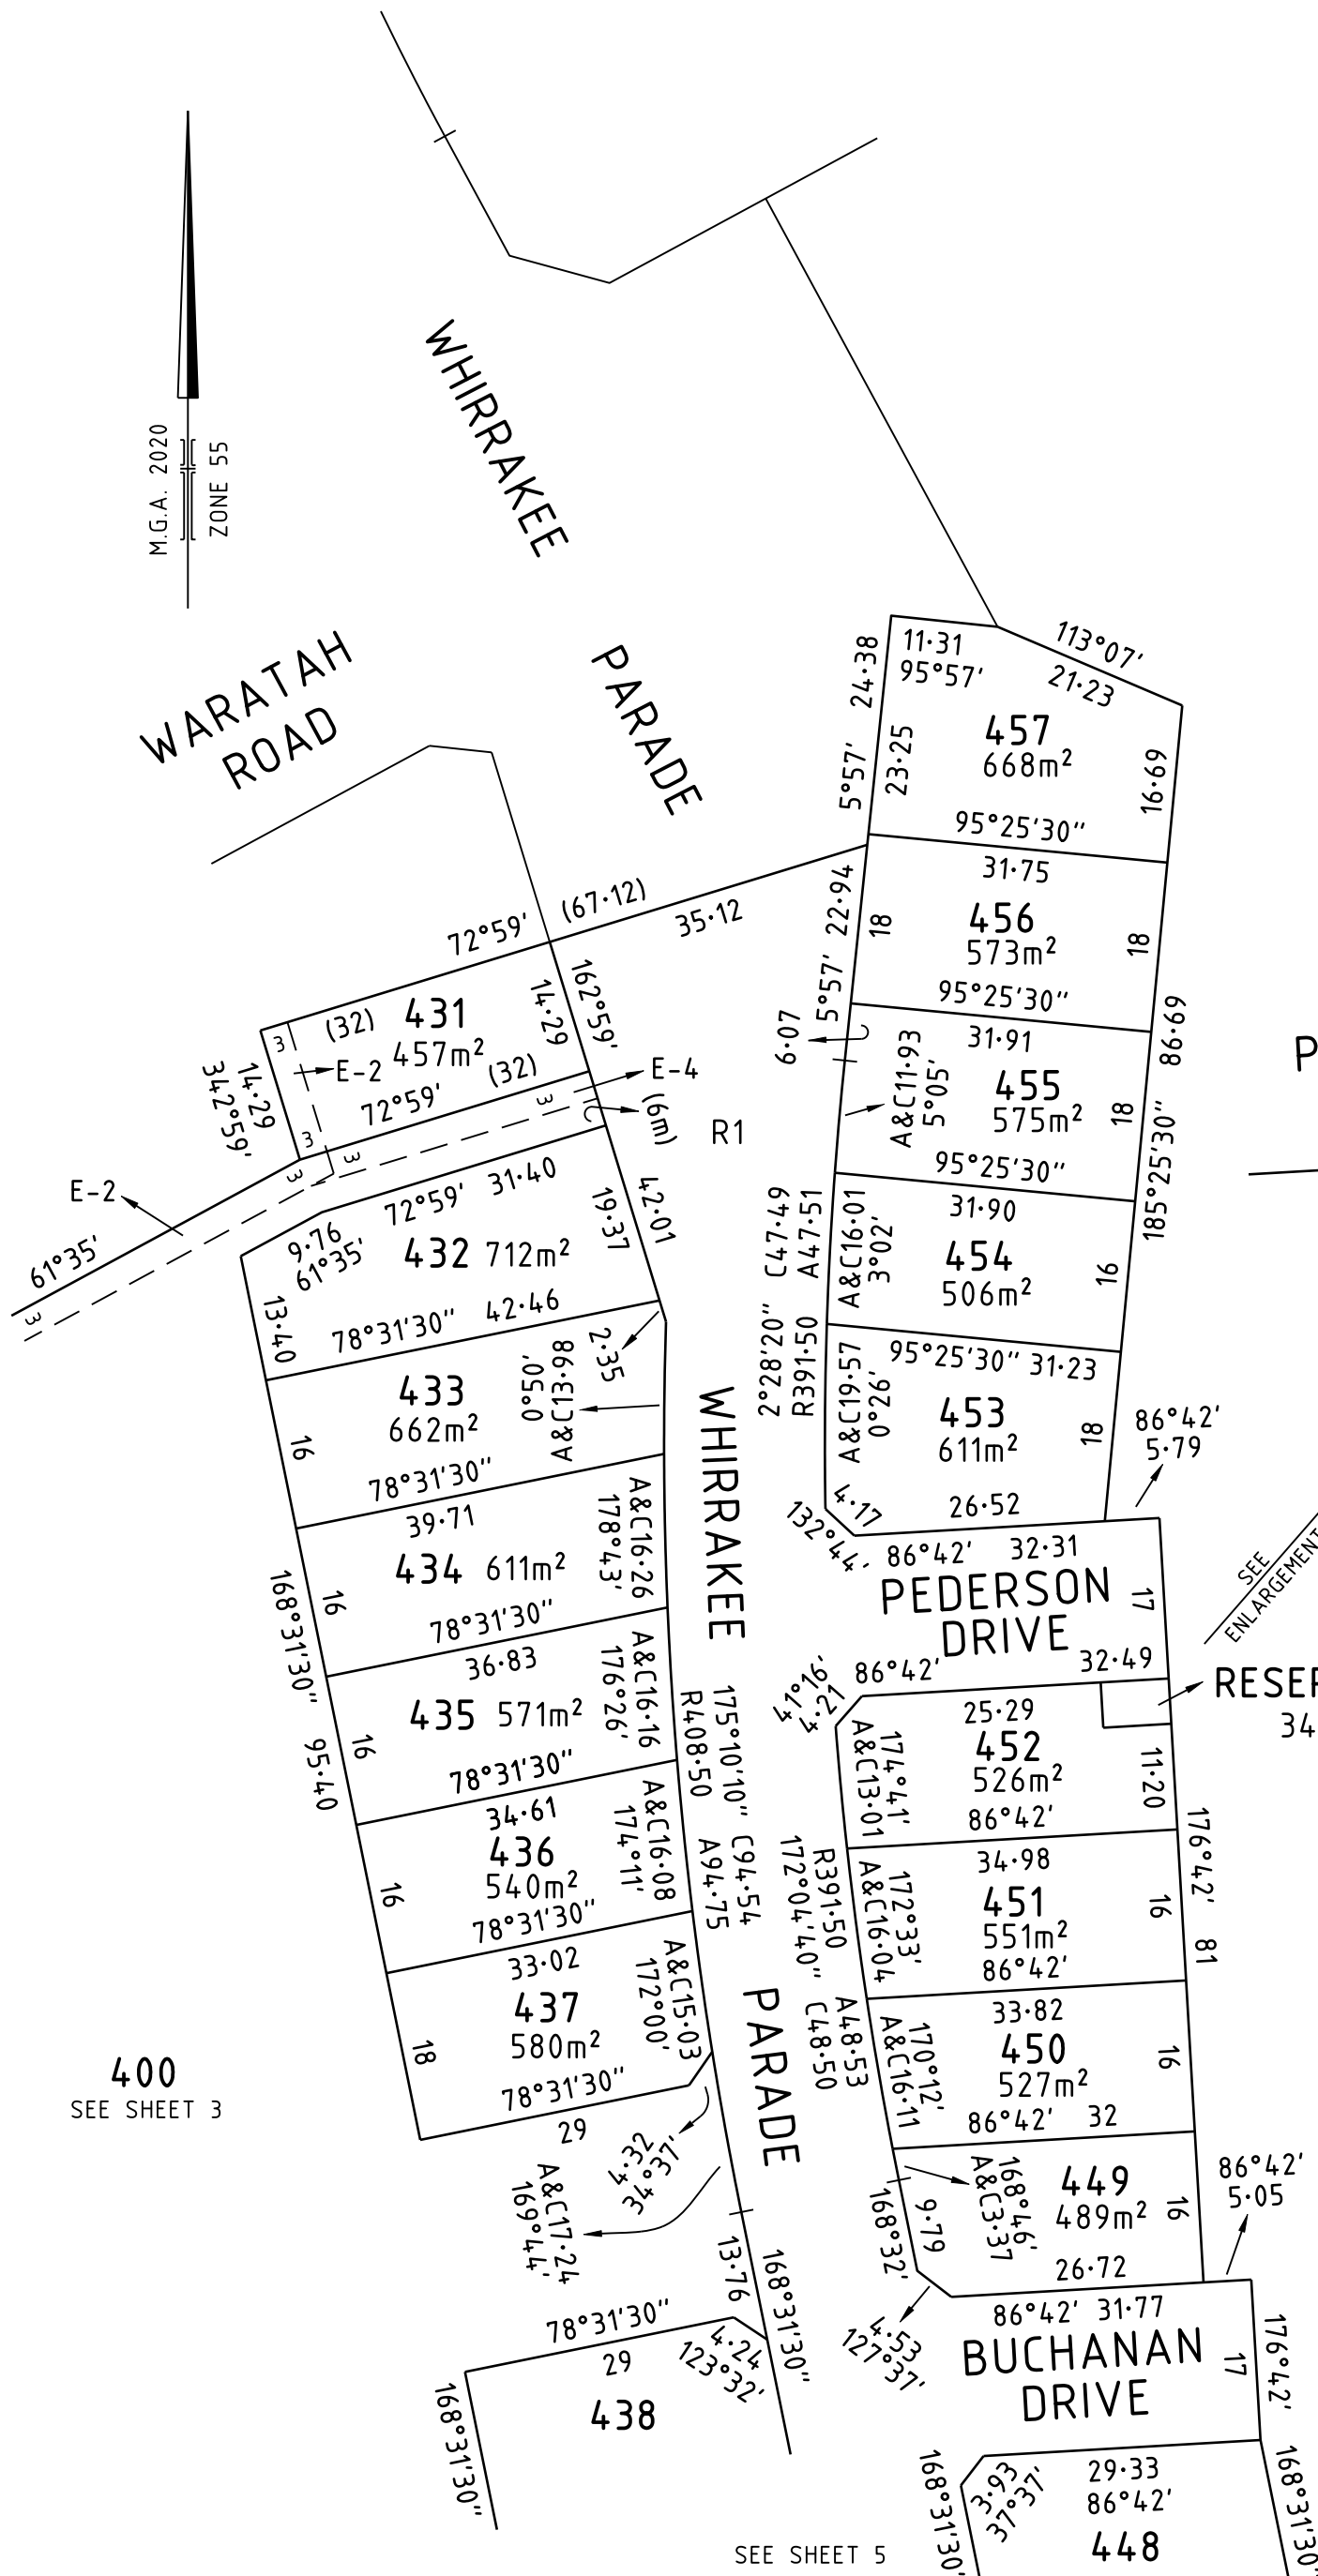 M.G.A. 2020
ZONE 55
WHIRRAKEE
PARADE
WARATAH
ROAD
113°07'
11·31
95°57'
21·23
24·38
5°57'
23·25
457
668m²
16·69
95°25'30"
31·75
456
573m²
18
18
95°25'30"
22·94
5°57'
6·07
31·91
455
575m²
18
A&C11·93
5°05'
95°25'30"
86·69
185°25'30"
72°59'
(67·12)
35·12
(32)
431
457m²
14·29
162°59'
3
E-2
(32)
72°59'
14·29
342°59'
3
3
3
3
E-4
(6m)
R1
E-2
61°35'
3
31·40
72°59'
9·76
61°35'
432 712m²
19·37
42·01
13·40
78°31'30" 42·46
31·90
454
506m²
16
A&C16·01
3°02'
C47·49
A47·51
2°28'20"
R391·50
95°25'30" 31·23
453
611m²
18
A&C19·57
0°26'
4·17
132°44'
26·52
86°42'
5·79
433
662m²
2·35
A&C13·98
0°50'
16
78°31'30"
39·71
434 611m²
A&C16·26
178°43'
16
78°31'30"
168°31'30" 95·40
36·83
435 571m²
A&C16·16
176°26'
16
78°31'30"
34·61
436
540m²
A&C16·08
174°11'
16
78°31'30"
33·02
437
580m²
A&C15·03
172°00'
18
78°31'30"
29
4·32
34°37'
A&C17·24
169°44'
WHIRRAKEE
PARADE
175°10'10" C94·54
R408·50 A94·75
86°42' 32·31
PEDERSON
DRIVE
17
86°42' 32·49
SEE
ENLARGEMENT
P
RESER
34
41°16'
4·21
25·29
452
526m²
86°42'
174°41'
A&C13·01
11·20
34·98
451
551m²
86°42'
172°33'
A&C16·04
16
176°42' 81
R391·50 A48·53
172°04'40" C48·50
33·82
450
527m²
86°42' 32
170°12'
A&C16·11
16
449
489m²
168°46'
A&C3·37
16
9·79
168°32'
26·72
86°42'
5·05
86°42' 31·77
4·53
127°37'
BUCHANAN
DRIVE
17
176°42'
13·76
168°31'30"
78°31'30"
29
4·24
123°32'
438
168°31'30"
400
SEE SHEET 3
29·33
86°42'
448
3·93
37°37'
168°31'30"
168°31'30"
SEE SHEET 5